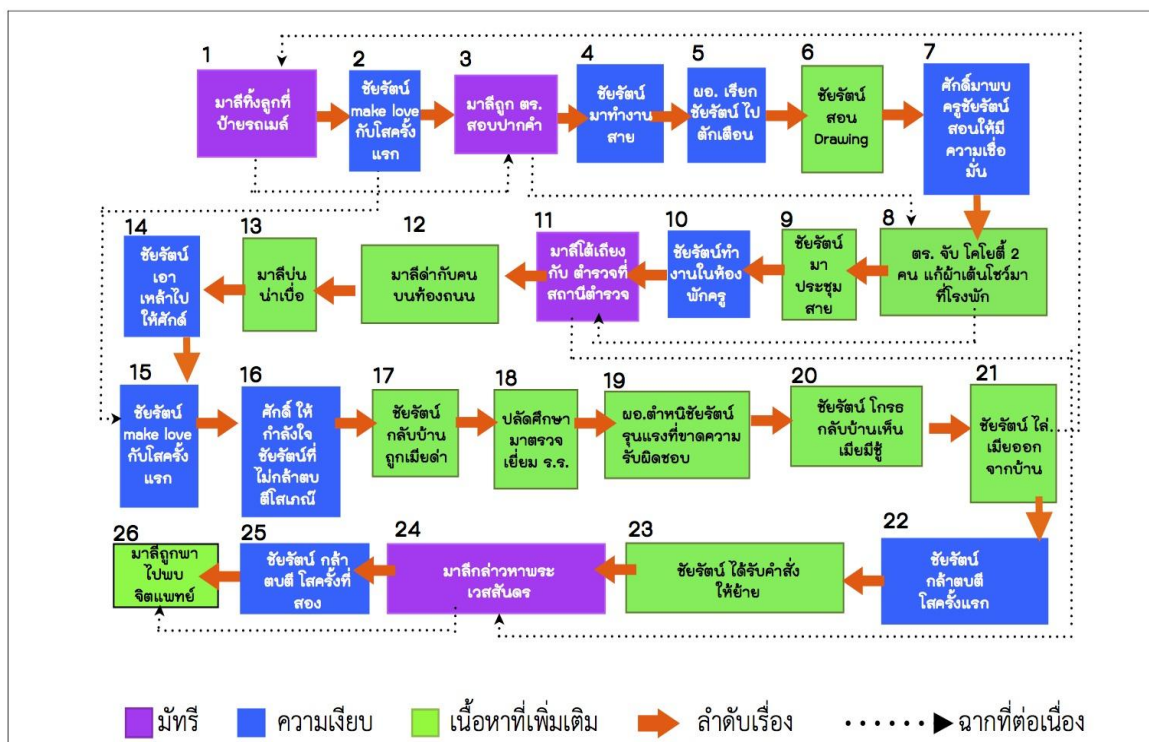 1
มาลีทิ้งลูกที่
ป้ายรถเมล์
2
ชัยรัตน์
make love
กับโสครั้ง
แรก
3
มาลีถูก ตร.
สอบปากคำ
4
ชัยรัตน์
มาทำงาน
สาย
5
ผอ. เรียก
ชัยรัตน์ ไป
ตักเตือน
6
ชัยรัตน์
สอน
Drawing
7
ศักดิ์มาพบ
ครูชัยรัตน์
สอนให้มี
ความเชื่อ
มั่น
8
ตร. จับ โคโยตี้ 2
คน แก้ผ้าเต้นโชว์มา
ที่โรงพัก
9
ชัยรัตน์
มา
ประชุม
สาย
10
ชัยรัตน์ทำ
งานในห้อง
พักครู
11
มาลีโต้เถียง
กับ ตำรวจที่
สถานีตำรวจ
12
มาลีด่ากับคน
บนท้องถนน
13
มาลีบ่น
น่าเบื่อ
14
ชัยรัตน์
เอา
เหล้าไป
ให้ศักดิ์
15
ชัยรัตน์
make love
กับโสครั้ง
แรก
16
ศักดิ์ ให้
กำลังใจ
ชัยรัตน์ที่
ไม่กล้าตบ
ตีโสเภณี
17
ชัยรัตน์
กลับบ้าน
ถูกเมียด่า
18
ปลัดศึกษา
มาตรวจ
เยี่ยม ร.ร.
19
ผอ.ตำหนิชัยรัตน์
รุนแรงที่ขาดความ
รับผิดชอบ
20
ชัยรัตน์ โกรธ
กลับบ้านเห็น
เมียมีชู้
21
ชัยรัตน์ ไล่.
เมียออก
จากบ้าน
22
ชัยรัตน์
กล้าตบตี
โสครั้งแรก
23
ชัยรัตน์ ได้รับคำสั่ง
ให้ย้าย
24
มาลีกล่าวหาพระ
เวสสันดร
25
ชัยรัตน์ กล้า
ตบตี โสครั้งที่
สอง
26
มาลีถูกพา
ไปพบ
จิตแพทย์
มัทรี
ความเงียบ
เนื้อหาที่เพิ่มเติม
ลำดับเรื่อง
ฉากที่ต่อเนื่อง